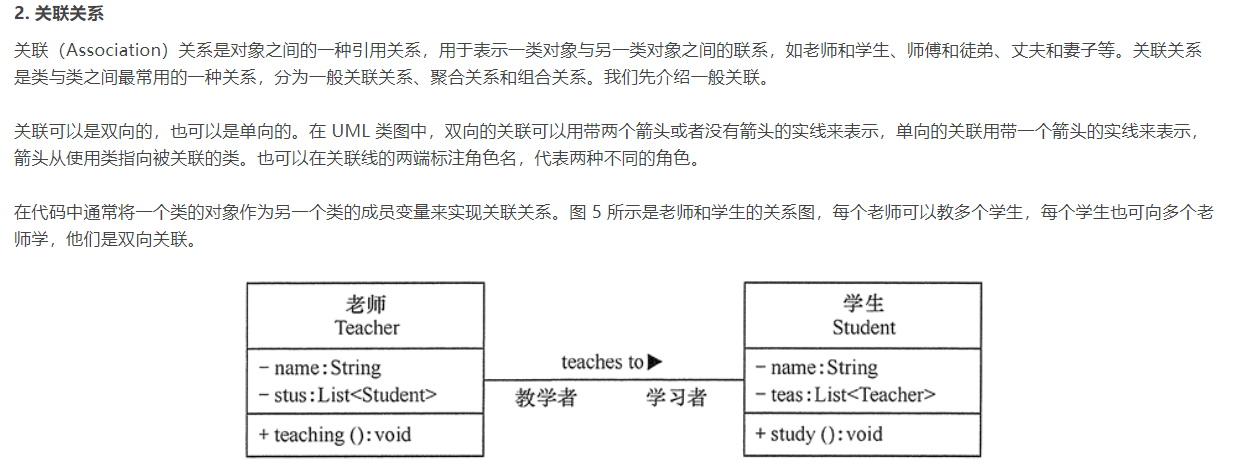 2. 关联关系
关联（Association）关系是对象之间的一种引用关系，用于表示一类对象与另一类对象之间的联系，如老师和学生、师傅和徒弟、丈夫和妻子等。关联关系
是类与类之间最常用的一种关系，分为一般关联关系、聚合关系和组合关系。我们先介绍一般关联。
关联可以是双向的，也可以是单向的。在 UML 类图中，双向的关联可以用带两个箭头或者没有箭头的实线来表示，单向的关联用带一个箭头的实线来表示，
箭头从使用类指向被关联的类。也可以在关联线的两端标注角色名，代表两种不同的角色。
在代码中通常将一个类的对象作为另一个类的成员变量来实现关联关系。图 5 所示是老师和学生的关系图，每个老师可以教多个学生，每个学生也可向多个老
师学，他们是双向关联。
老师
Teacher
- name:String
- stus:List<Student>
+ teaching ():void
teaches to▶
教学者 学习者
学生
Student
- name:String
- teas:List<Teacher>
+ study ():void